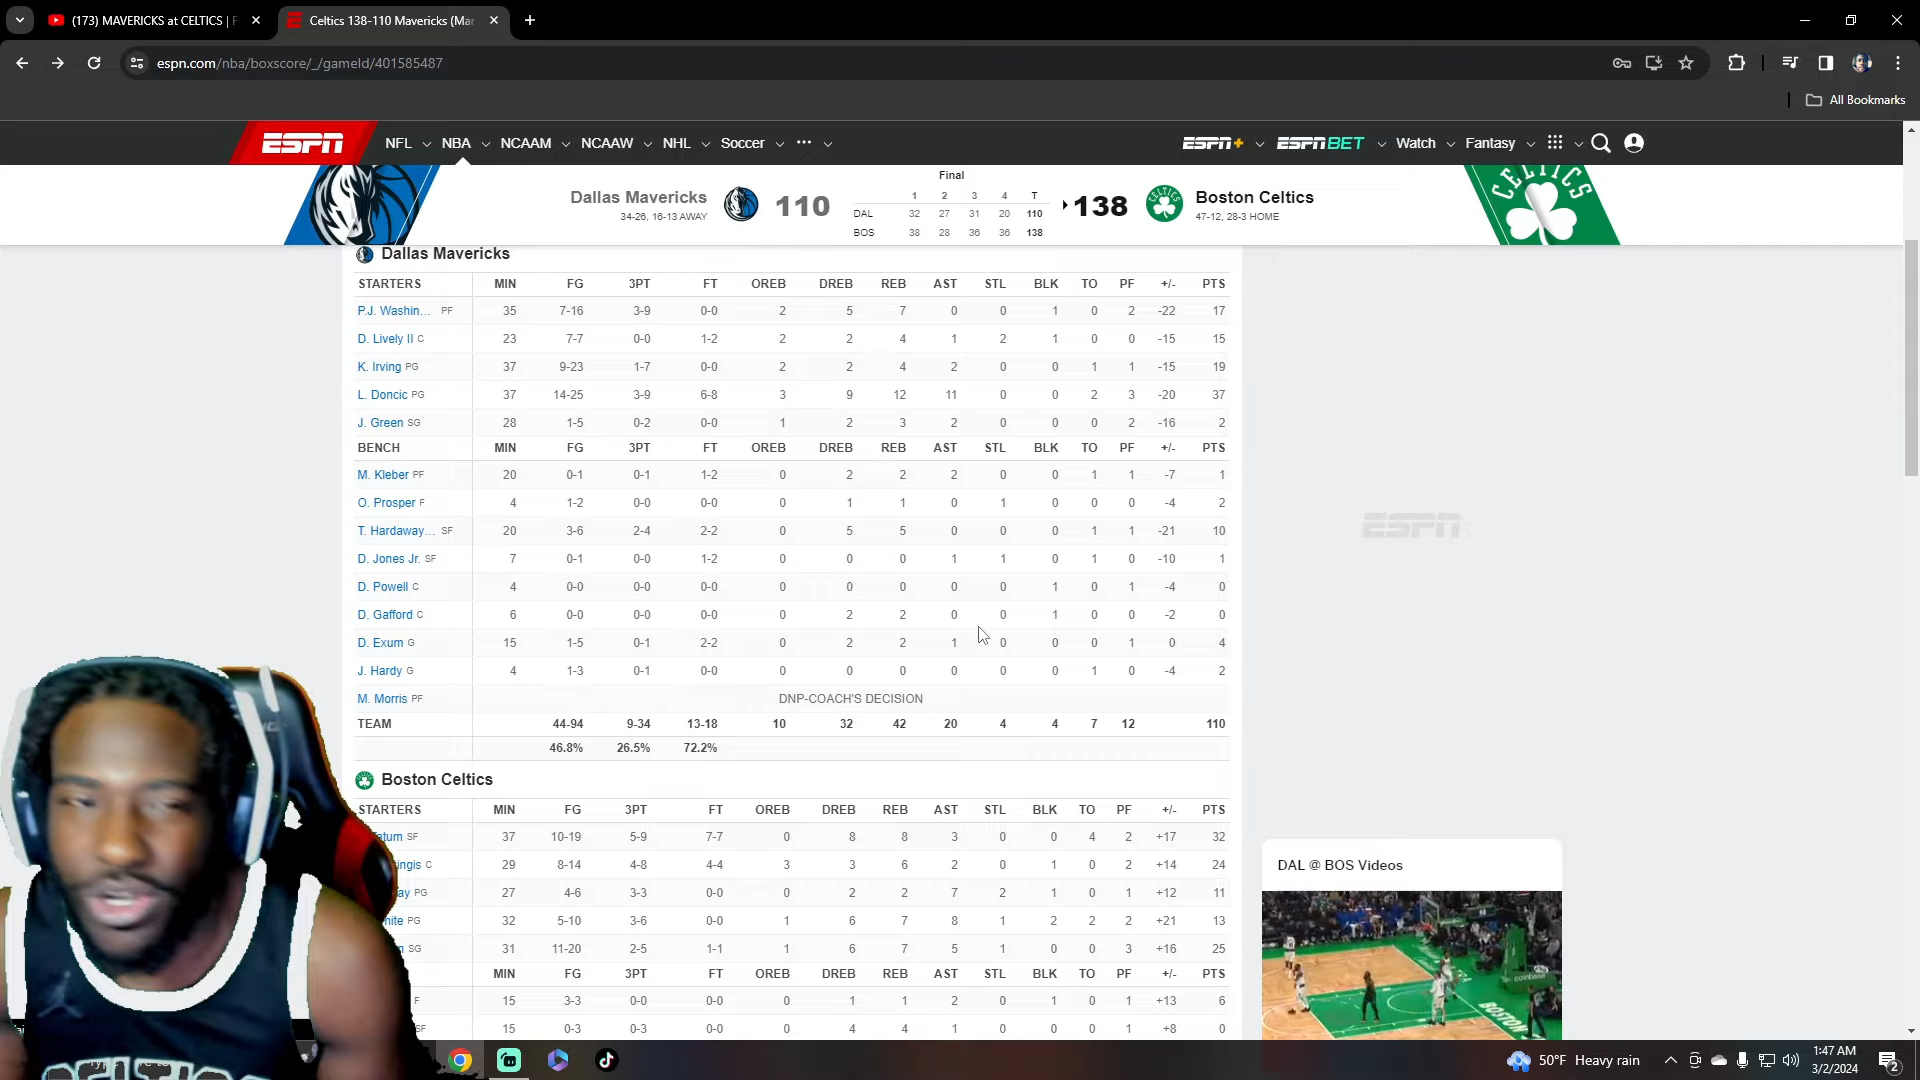 (173) MAVERICKS at CELTICS | F
Celtics 138-110 Mavericks (Mar
espn.com/nba/boxscore/_/gameId/401585487
All Bookmarks
ESPN NFL NBA NCAAM NCAAW NHL Soccer ••• ESPN+ ESPN BET Watch Fantasy
Final
Dallas Mavericks 110 1 2 3 4 T 138 Boston Celtics
34-26, 16-13 AWAY DAL 32 27 31 20 110 47-12, 28-3 HOME
BOS 38 28 36 36 138
CELTICS
Dallas Mavericks
STARTERS MIN FG 3PT FT OREB DREB REB AST STL BLK TO PF +/- PTS
P.J. Washin... PF 35 7-16 3-9 0-0 2 5 7 0 0 1 0 2 -22 17
D. Lively II C 23 7-7 0-0 1-2 2 2 4 1 2 1 0 0 -15 15
K. Irving PG 37 9-23 1-7 0-0 2 2 4 2 0 0 1 1 -15 19
L. Doncic PG 37 14-25 3-9 6-8 3 9 12 11 0 0 2 3 -20 37
J. Green SG 28 1-5 0-2 0-0 1 2 3 2 0 0 0 2 -16 2
BENCH MIN FG 3PT FT OREB DREB REB AST STL BLK TO PF +/- PTS
M. Kleber PF 20 0-1 0-1 1-2 0 2 2 2 0 0 1 1 -7 1
O. Prosper F 4 1-2 0-0 0-0 0 1 1 0 1 0 0 0 -4 2
T. Hardaway... SF 20 3-6 2-4 2-2 0 5 5 0 0 0 1 1 -21 10
D. Jones Jr. SF 7 0-1 0-0 1-2 0 0 0 1 1 0 1 0 -10 1
D. Powell C 4 0-0 0-0 0-0 0 0 0 0 0 1 0 1 -4 0
D. Gafford C 6 0-0 0-0 0-0 0 2 2 0 0 1 0 0 -2 0
D. Exum G 15 1-5 0-1 2-2 0 2 2 1 0 0 0 1 0 4
J. Hardy G 4 1-3 0-1 0-0 0 0 0 0 0 0 1 0 -4 2
M. Morris PF DNP-COACH'S DECISION
TEAM 44-94 9-34 13-18 10 32 42 20 4 4 7 12 110
46.8% 26.5% 72.2%
ESPN
Boston Celtics
STARTERS MIN FG 3PT FT OREB DREB REB AST STL BLK TO PF +/- PTS
atum SF 37 10-19 5-9 7-7 0 8 8 3 0 0 4 2 +17 32
ingis C 29 8-14 4-8 4-4 3 3 6 2 0 1 0 2 +14 24
ay PG 27 4-6 3-3 0-0 0 2 2 7 2 1 0 1 +12 11
hite PG 32 5-10 3-6 0-0 1 6 7 8 1 2 2 2 +21 13
n SG 31 11-20 2-5 1-1 1 6 7 5 1 0 0 3 +16 25
MIN FG 3PT FT OREB DREB REB AST STL BLK TO PF +/- PTS
F 15 3-3 0-0 0-0 0 1 1 2 0 1 0 1 +13 6
SF 15 0-3 0-3 0-0 0 4 4 1 0 0 0 1 +8 0
DAL @ BOS Videos
coinbase
BOSTON
50°F Heavy rain
1:47 AM
3/2/2024
2